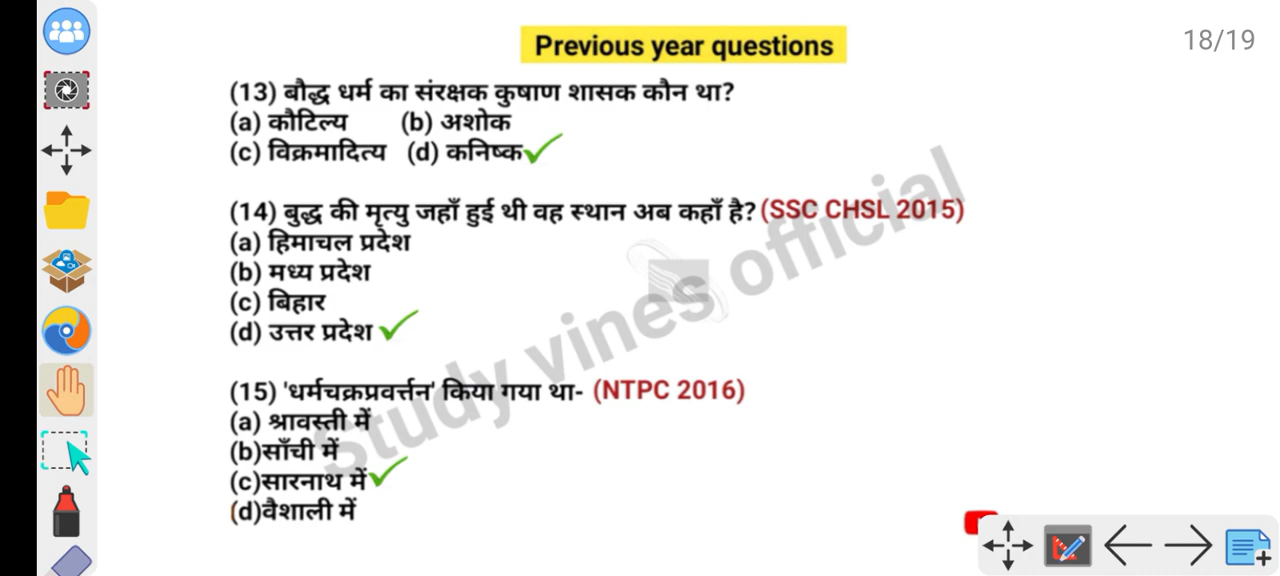 Previous year questions
18/19
(13) बौद्ध धर्म का संरक्षक कुषाण शासक कौन था?
(a) कौटिल्य (b) अशोक
(c) विक्रमादित्य (d) कनिष्क
(14) बुद्ध की मृत्यु जहाँ हुई थी वह स्थान अब कहाँ है? (SSC CHSL 2015)
(a) हिमाचल प्रदेश
(b) मध्य प्रदेश
(c) बिहार
(d) उत्तर प्रदेश
(15) 'धर्मचक्रप्रवर्त्तन' किया गया था- (NTPC 2016)
(a) श्रावस्ती में
(b)साँची में
(c)सारनाथ में
(d)वैशाली में
Study vines official